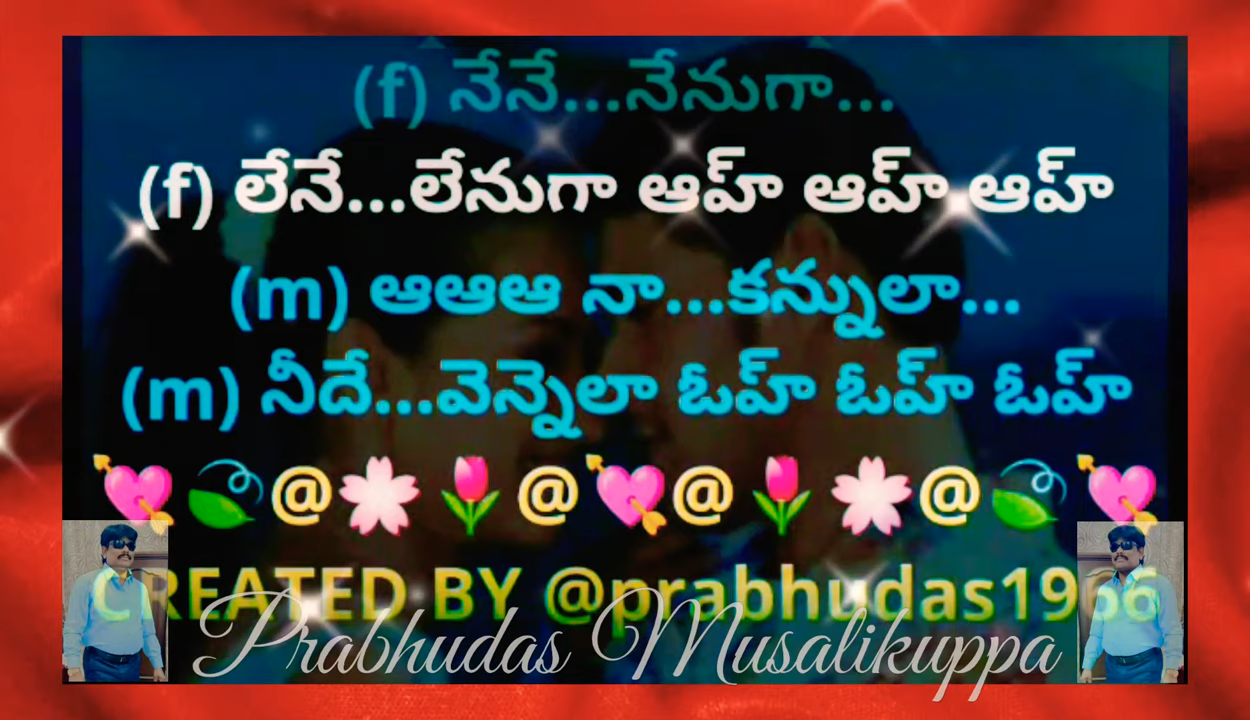 (f) నేనే...నేనుగా...
(f) లేనే...లేనుగా ఆహ్ ఆహ్ ఆహ్
(m) ఆఆఆ నా...కన్నులా...
(m) నీదే...వెన్నెలా ఓహ్ ఓహ్ ఓహ్
💘🍃@🌸🌷@💘@🌷🌸@🍃💘
CREATED BY @prabhudas1966
Prabhudas Musalikuppa